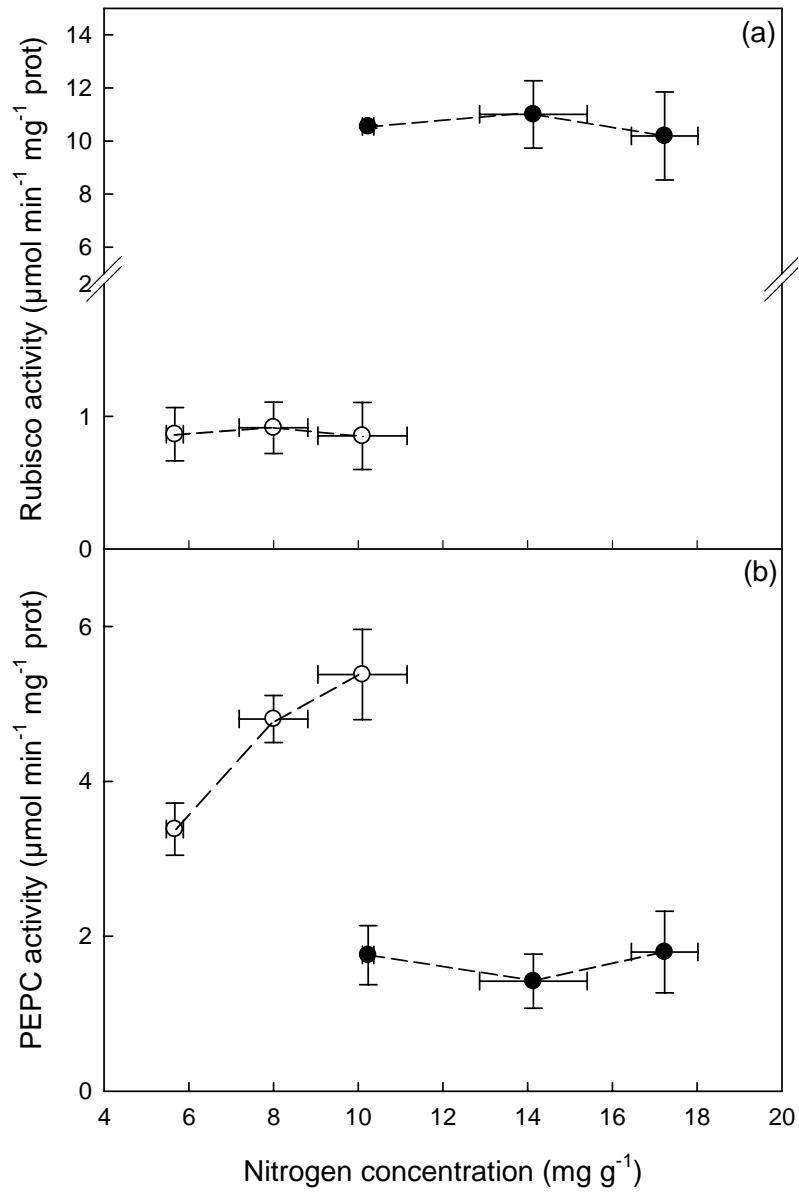 (a)
14
12
10
8
6
2
1
0
Rubisco activity (µmol min⁻¹ mg⁻¹ prot)
(b)
6
4
2
0
PEPC activity (µmol min⁻¹ mg⁻¹ prot)
4 6 8 10 12 14 16 18 20
Nitrogen concentration (mg g⁻¹)